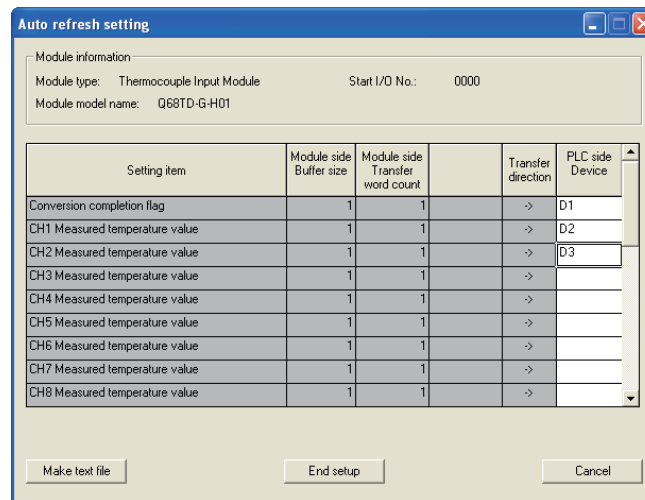 Auto refresh setting
Module information
Module type: Thermocouple Input Module Start I/O No.: 0000
Module model name: Q68TD-G-H01
Setting item Module side Buffer size Module side Transfer word count Transfer direction PLC side Device
Conversion completion flag 1 1 -> D1
CH1 Measured temperature value 1 1 -> D2
CH2 Measured temperature value 1 1 -> D3
CH3 Measured temperature value 1 1 ->
CH4 Measured temperature value 1 1 ->
CH5 Measured temperature value 1 1 ->
CH6 Measured temperature value 1 1 ->
CH7 Measured temperature value 1 1 ->
CH8 Measured temperature value 1 1 ->
Make text file End setup Cancel